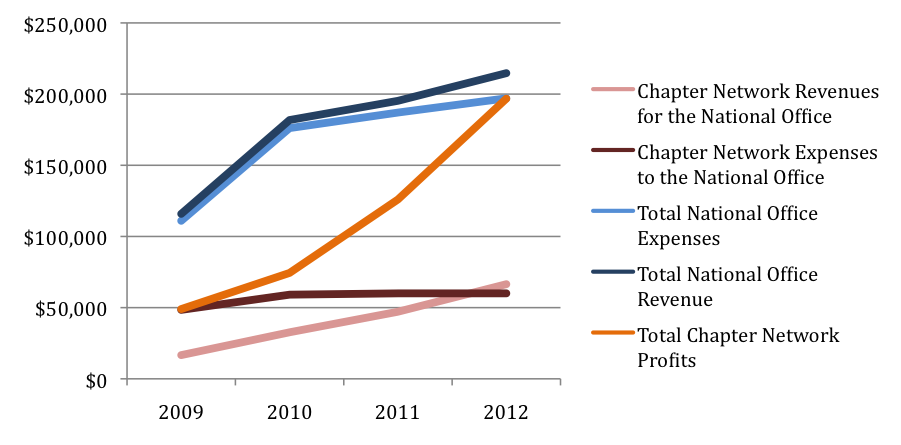 $250,000
$200,000
$150,000
$100,000
$50,000
$0
2009 2010 2011 2012
Chapter Network Revenues
for the National Office
Chapter Network Expenses
to the National Office
Total National Office
Expenses
Total National Office
Revenue
Total Chapter Network
Profits